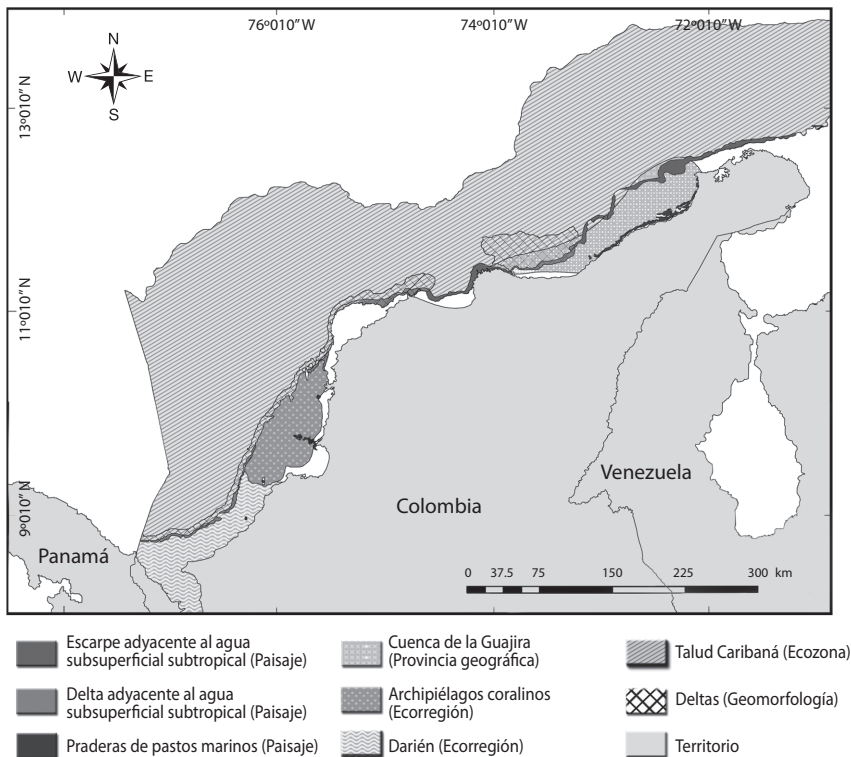 76º010"W 74º010"W 72º010"W
N
W E
S
13º010"N
11º010"N
9º010"N
Panamá
Colombia
Venezuela
0 37.5 75 150 225 300 km
Escarpe adyacente al agua
subsuperficial subtropical (Paisaje)
Delta adyacente al agua
subsuperficial subtropical (Paisaje)
Praderas de pastos marinos (Paisaje)
Cuenca de la Guajira
(Provincia geográfica)
Archipiélagos coralinos
(Ecorregión)
Darién (Ecorregión)
Talud Caribaná (Ecozona)
Deltas (Geomorfología)
Territorio